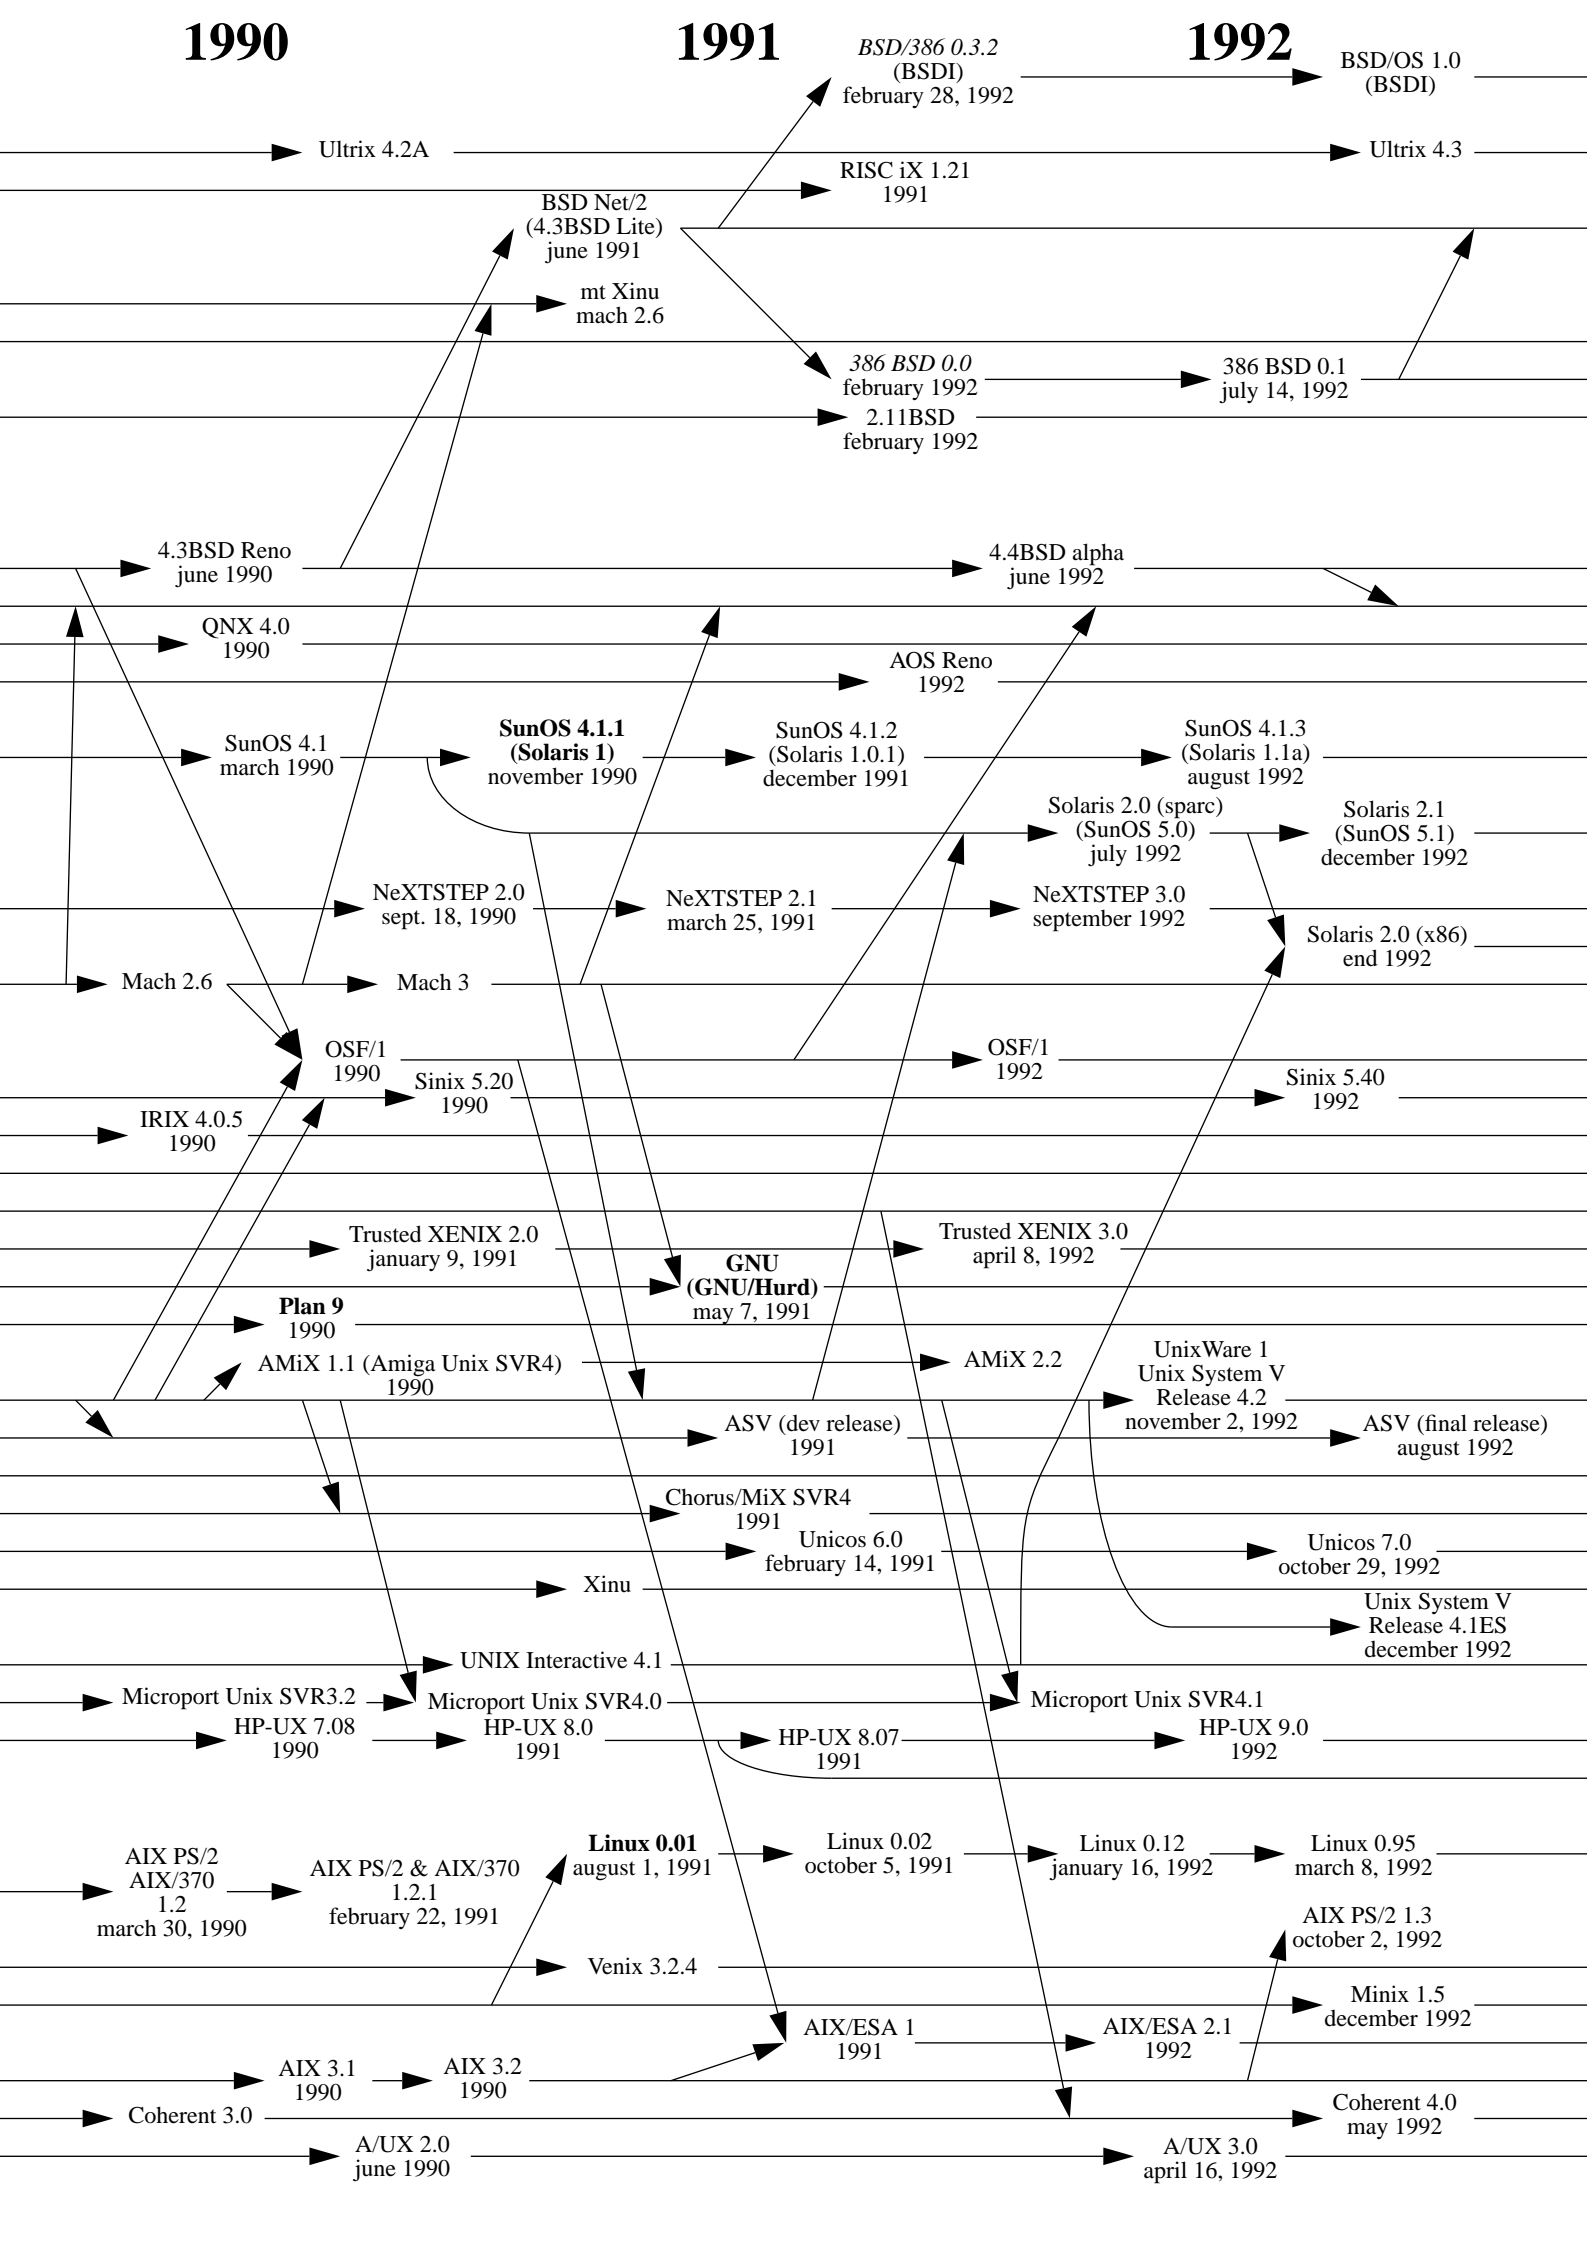 1990
1991
1992
BSD/386 0.3.2
(BSDI)
february 28, 1992
BSD/OS 1.0
(BSDI)
Ultrix 4.2A
Ultrix 4.3
RISC iX 1.21
1991
BSD Net/2
(4.3BSD Lite)
june 1991
mt Xinu
mach 2.6
386 BSD 0.0
february 1992
386 BSD 0.1
july 14, 1992
2.11BSD
february 1992
4.3BSD Reno
june 1990
4.4BSD alpha
june 1992
QNX 4.0
1990
AOS Reno
1992
SunOS 4.1
march 1990
SunOS 4.1.1
(Solaris 1)
november 1990
SunOS 4.1.2
(Solaris 1.0.1)
december 1991
SunOS 4.1.3
(Solaris 1.1a)
august 1992
Solaris 2.0 (sparc)
(SunOS 5.0)
july 1992
Solaris 2.1
(SunOS 5.1)
december 1992
NeXTSTEP 2.0
sept. 18, 1990
NeXTSTEP 2.1
march 25, 1991
NeXTSTEP 3.0
september 1992
Solaris 2.0 (x86)
end 1992
Mach 2.6
Mach 3
OSF/1
1990
OSF/1
1992
Sinix 5.20
1990
Sinix 5.40
1992
IRIX 4.0.5
1990
Trusted XENIX 2.0
january 9, 1991
Trusted XENIX 3.0
april 8, 1992
GNU
(GNU/Hurd)
may 7, 1991
Plan 9
1990
AMiX 1.1 (Amiga Unix SVR4)
1990
AMiX 2.2
UnixWare 1
Unix System V
Release 4.2
november 2, 1992
ASV (dev release)
1991
ASV (final release)
august 1992
Chorus/MiX SVR4
1991
Unicos 6.0
february 14, 1991
Unicos 7.0
october 29, 1992
Xinu
Unix System V
Release 4.1ES
december 1992
UNIX Interactive 4.1
Microport Unix SVR3.2
Microport Unix SVR4.0
Microport Unix SVR4.1
HP-UX 7.08
1990
HP-UX 8.0
1991
HP-UX 8.07
1991
HP-UX 9.0
1992
Linux 0.01
august 1, 1991
Linux 0.02
october 5, 1991
Linux 0.12
january 16, 1992
Linux 0.95
march 8, 1992
AIX PS/2
AIX/370
1.2
march 30, 1990
AIX PS/2 & AIX/370
1.2.1
february 22, 1991
AIX PS/2 1.3
october 2, 1992
Venix 3.2.4
Minix 1.5
december 1992
AIX/ESA 1
1991
AIX/ESA 2.1
1992
AIX 3.1
1990
AIX 3.2
1990
Coherent 3.0
Coherent 4.0
may 1992
A/UX 2.0
june 1990
A/UX 3.0
april 16, 1992